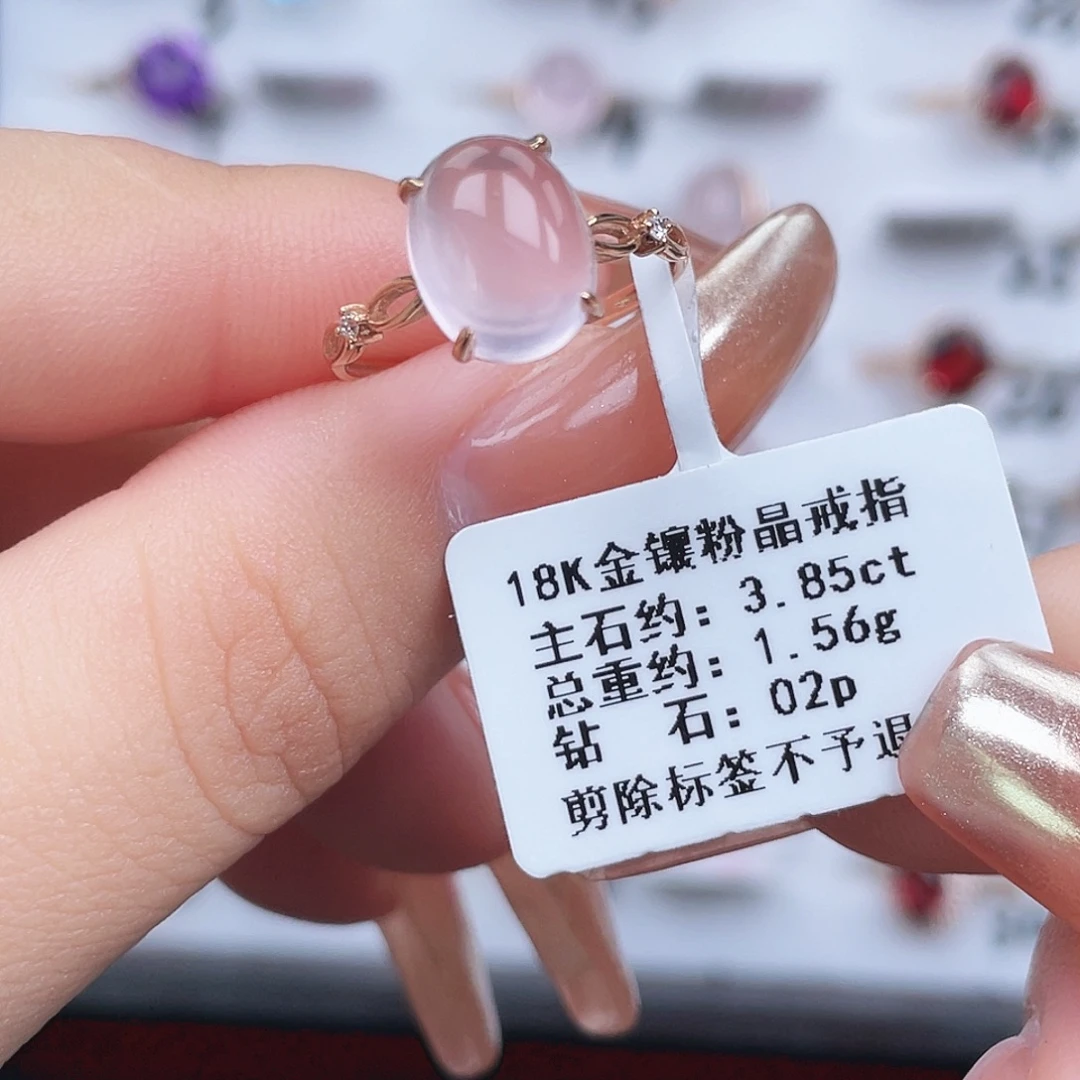 18K金镶粉晶戒指
主石约: 3.85ct
总重约: 1.56g
钻 石: 02p
剪除标签不予退